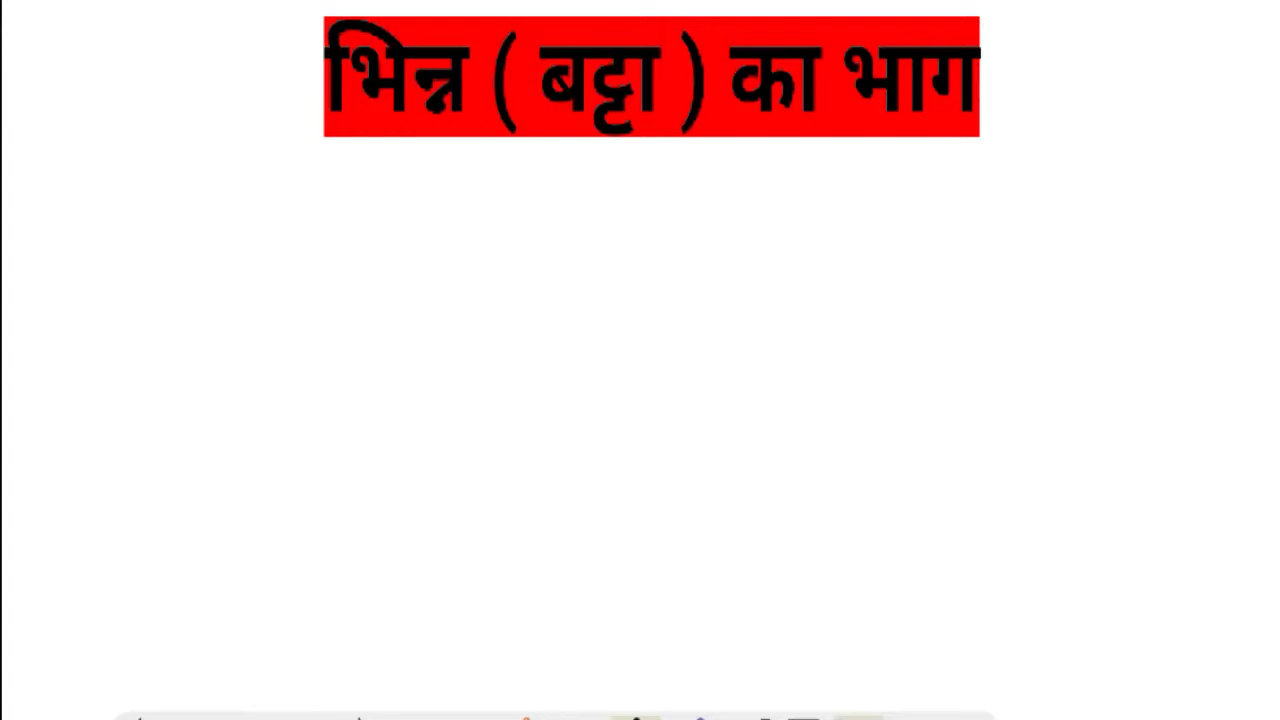 भिन्न ( बट्टा ) का भाग